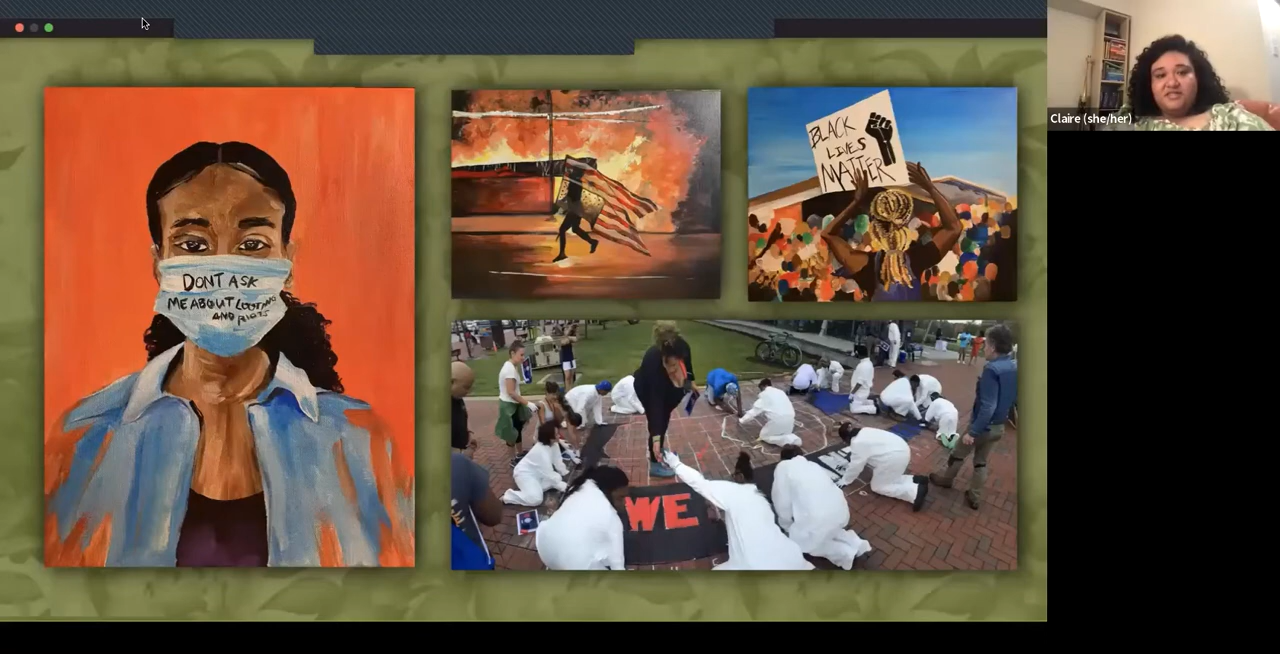 DONT ASK
ME ABOUT LOOTING
AND RIOTS
BLACK
LIVES
MATTER
WE
Claire (she/her)